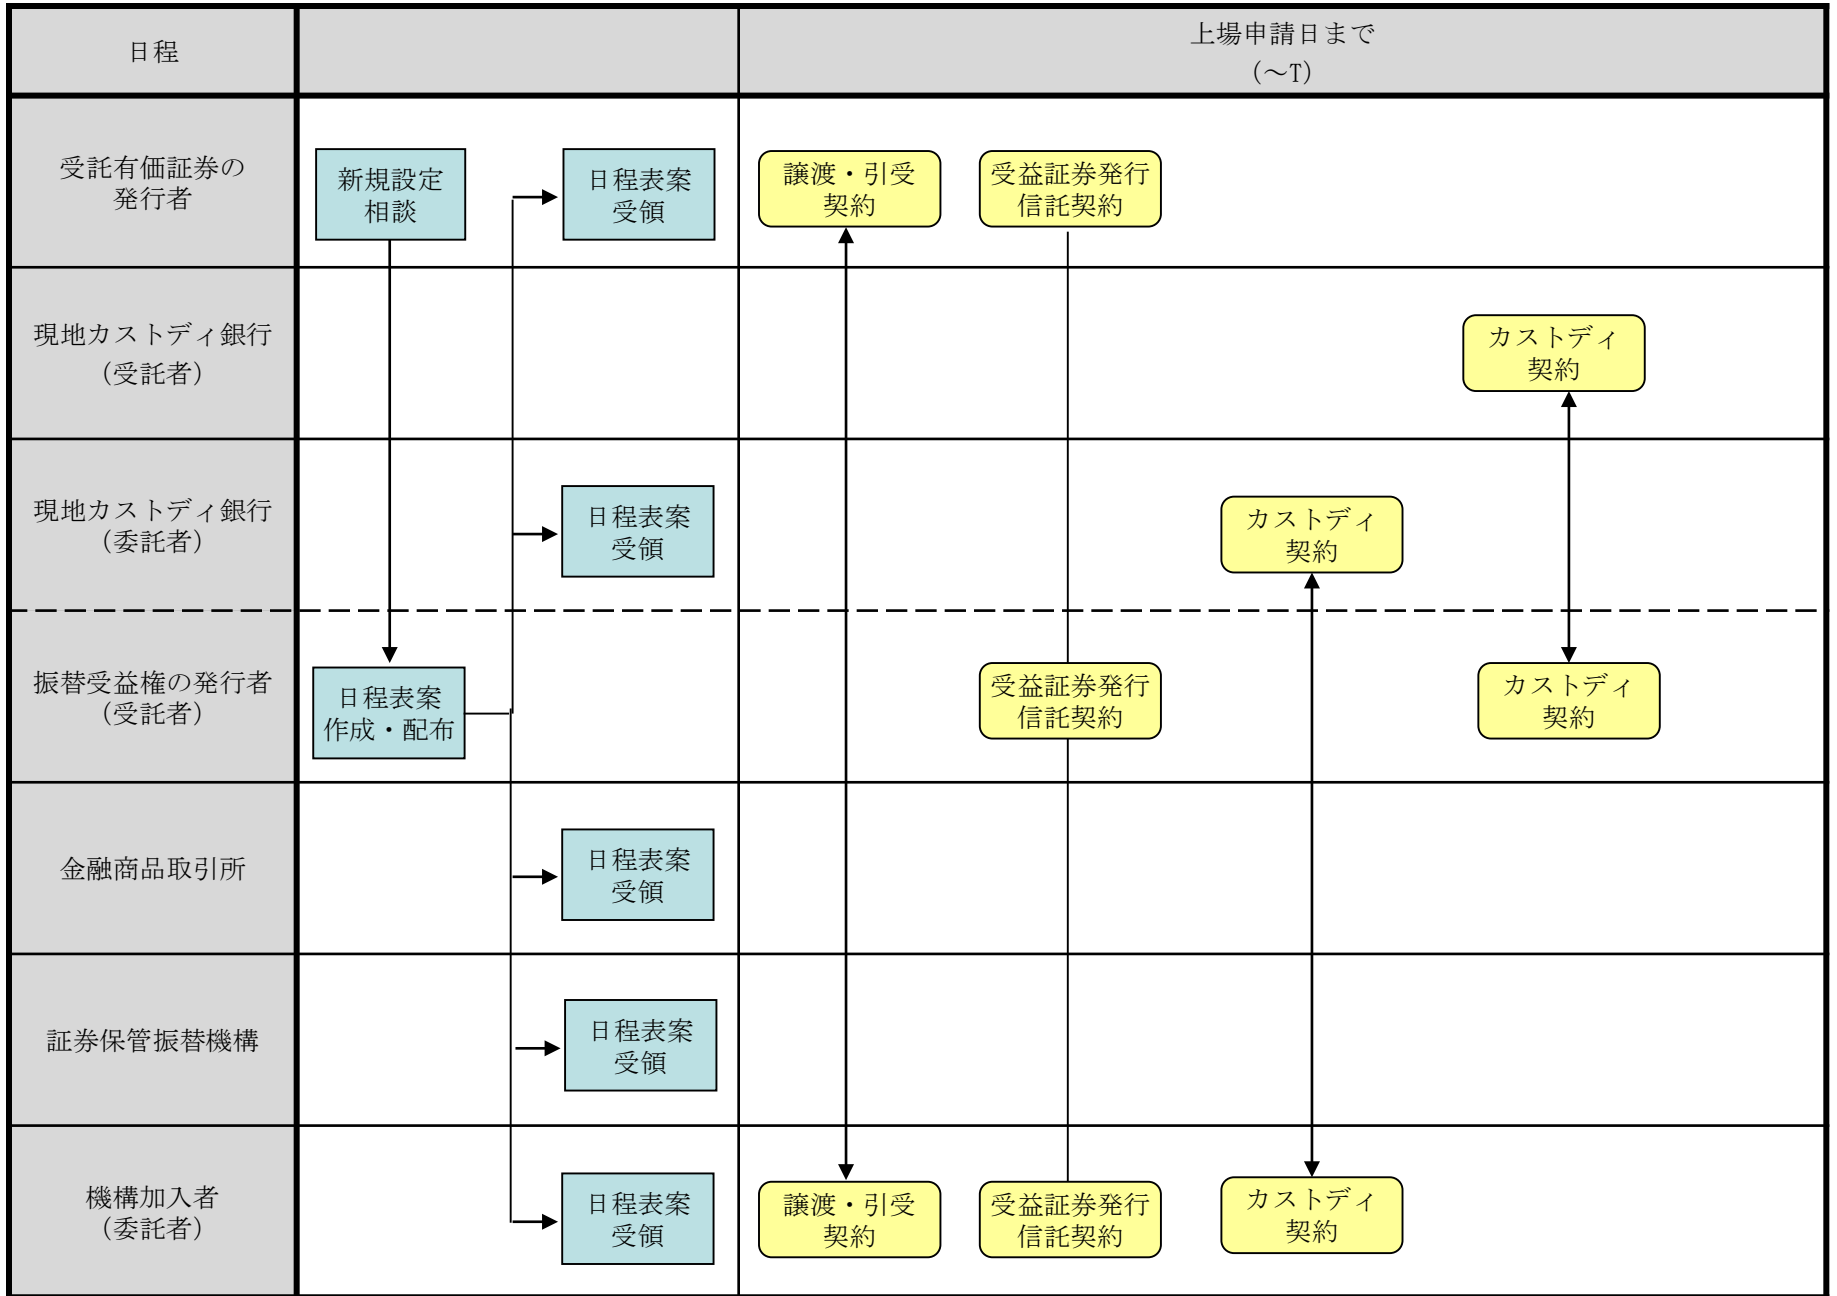 日程
上場申請日まで
（～T）
受託有価証券の
発行者
新規設定
相談
日程表案
受領
譲渡・引受
契約
受益証券発行
信託契約
現地カストディ銀行
（受託者）
カストディ
契約
現地カストディ銀行
（委託者）
日程表案
受領
カストディ
契約
振替受益権の発行者
（受託者）
日程表案
作成・配布
受益証券発行
信託契約
カストディ
契約
金融商品取引所
日程表案
受領
証券保管振替機構
日程表案
受領
機構加入者
（委託者）
日程表案
受領
譲渡・引受
契約
受益証券発行
信託契約
カストディ
契約